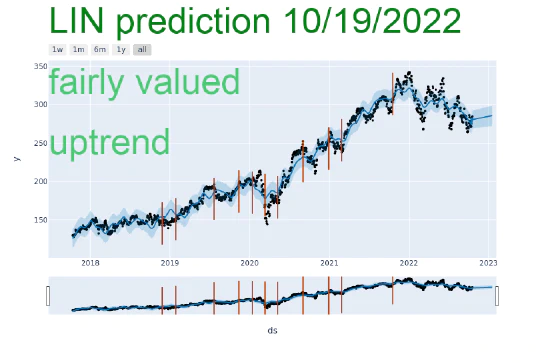 LIN prediction 10/19/2022
1w 1m 6m 1y all
fairly valued
uptrend
y
350
300
250
200
150
2018 2019 2020 2021 2022 2023
ds